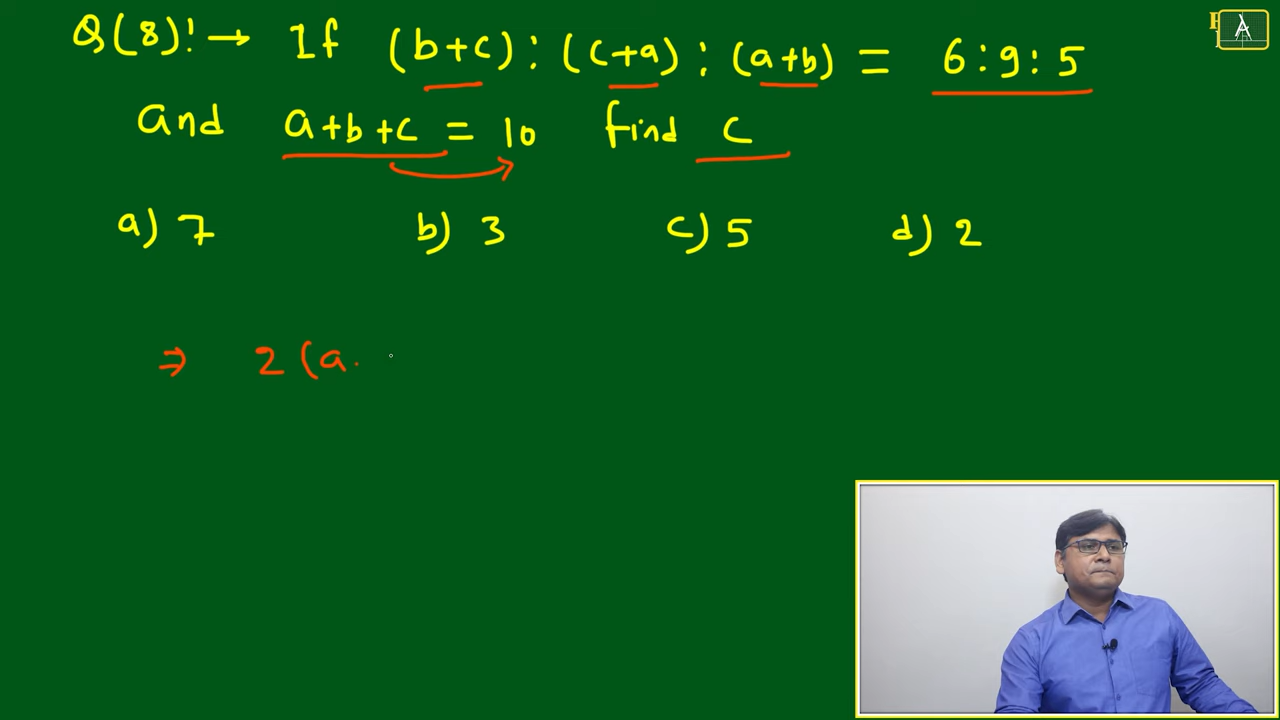 Q(8)!→ If (b+c) : (c+a) : (a+b) = 6:9:5
and a+b+c = 10 find c
a) 7 b) 3 c) 5 d) 2
⇒ 2 (a.